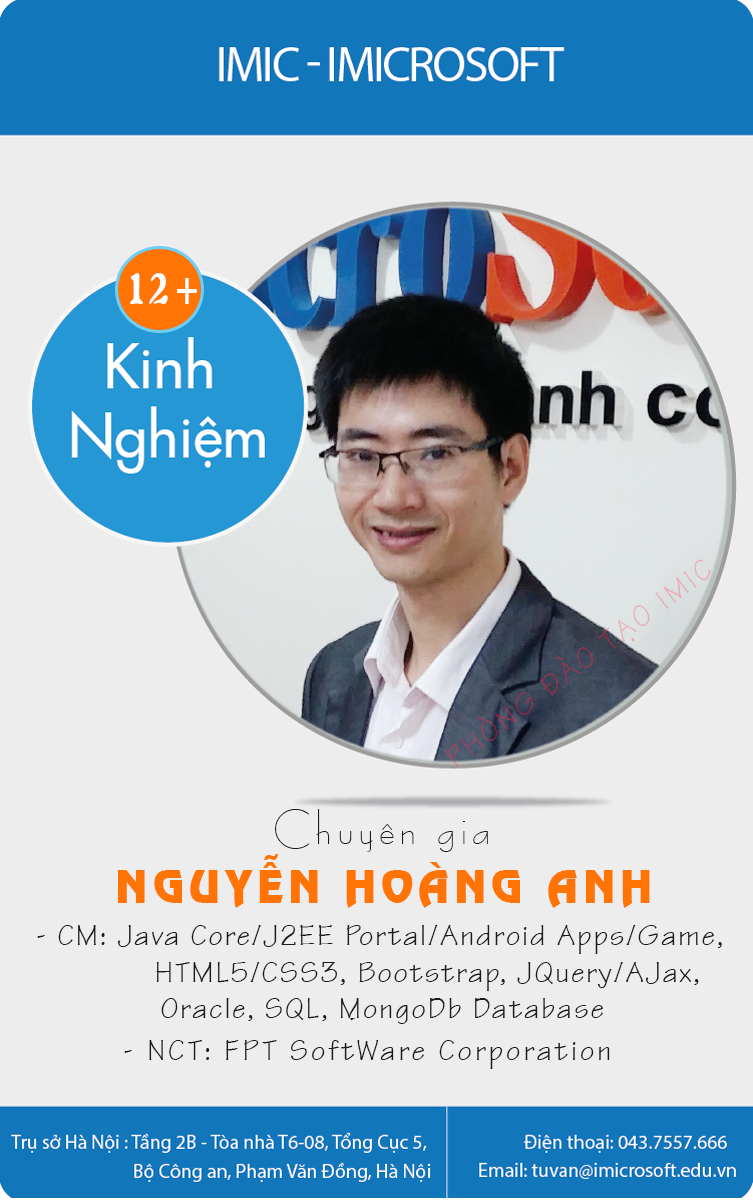 IMIC - IMICROSOFT
croSo
nh co
12+
Kinh
Nghiệm
PHÒNG ĐÀO TẠO IMIC
Chuyên gia
NGUYỄN HOÀNG ANH
- CM: Java Core/J2EE Portal/Android Apps/Game,
HTML5/CSS3, Bootstrap, JQuery/AJax,
Oracle, SQL, MongoDb Database
- NCT: FPT SoftWare Corporation
Trụ sở Hà Nội : Tầng 2B - Tòa nhà T6-08, Tổng Cục 5,
Bộ Công an, Phạm Văn Đồng, Hà Nội
Điện thoại: 043.7557.666
Email: tuvan@imicrosoft.edu.vn